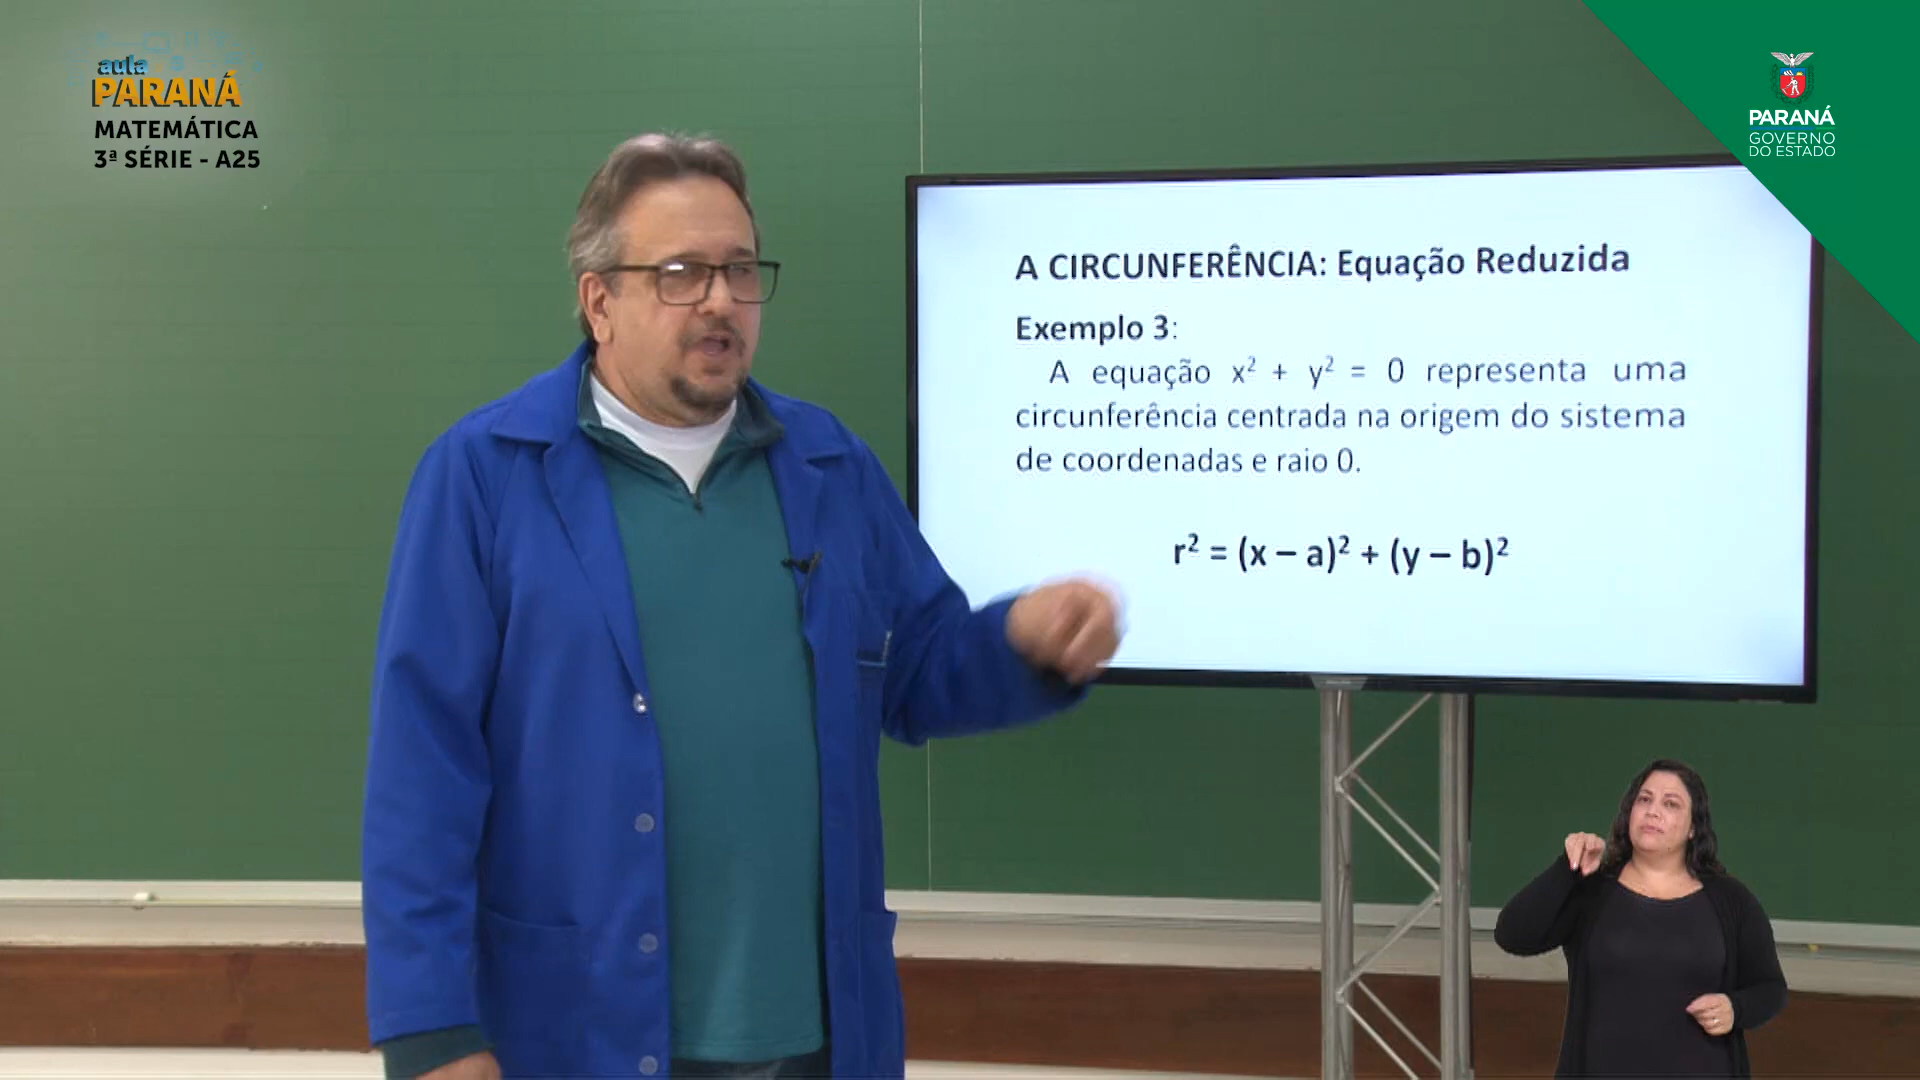 aula
PARANÁ
MATEMÁTICA
3ª SÉRIE - A25
PARANÁ
GOVERNO
DO ESTADO
A CIRCUNFERÊNCIA: Equação Reduzida
Exemplo 3:
A equação x² + y² = 0 representa uma
circunferência centrada na origem do sistema
de coordenadas e raio 0.
r² = (x – a)² + (y – b)²